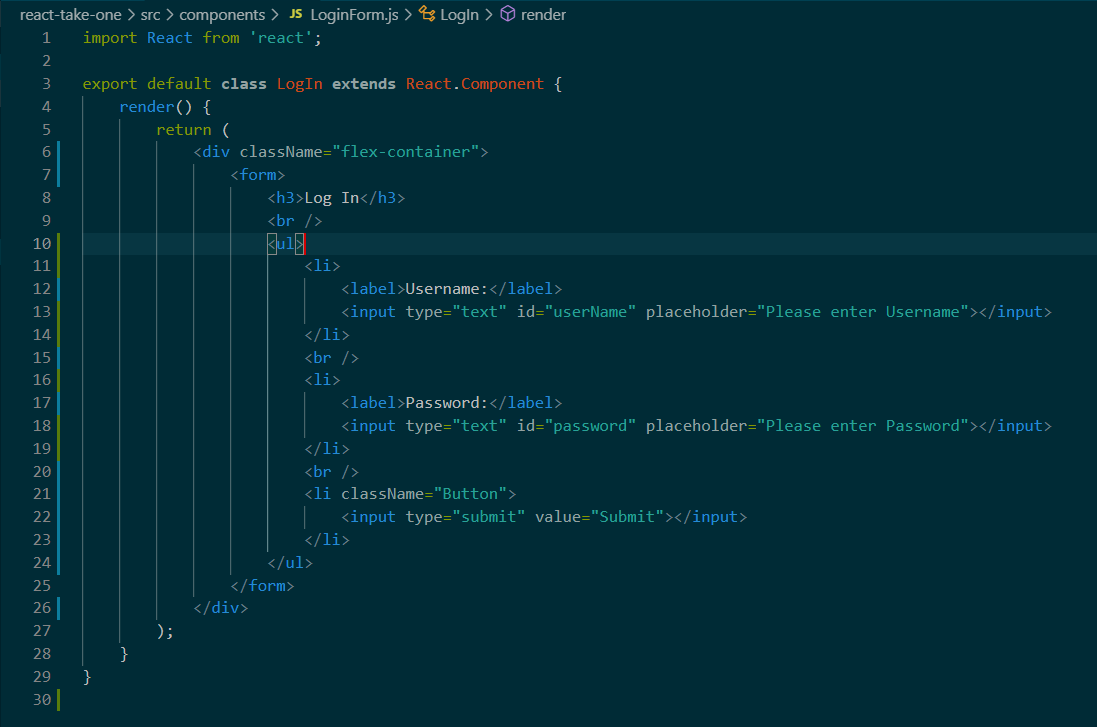 react-take-one > src > components > JS LoginForm.js > LogIn > render
1 import React from 'react';
2
3 export default class LogIn extends React.Component {
4     render() {
5         return (
6             <div className="flex-container">
7                 <form>
8                     <h3>Log In</h3>
9                     <br />
10                     <ul>
11                         <li>
12                             <label>Username:</label>
13                             <input type="text" id="userName" placeholder="Please enter Username"></input>
14                         </li>
15                         <br />
16                         <li>
17                             <label>Password:</label>
18                             <input type="text" id="password" placeholder="Please enter Password"></input>
19                         </li>
20                         <br />
21                         <li className="Button">
22                             <input type="submit" value="Submit"></input>
23                         </li>
24                     </ul>
25                 </form>
26             </div>
27         );
28     }
29 }
30